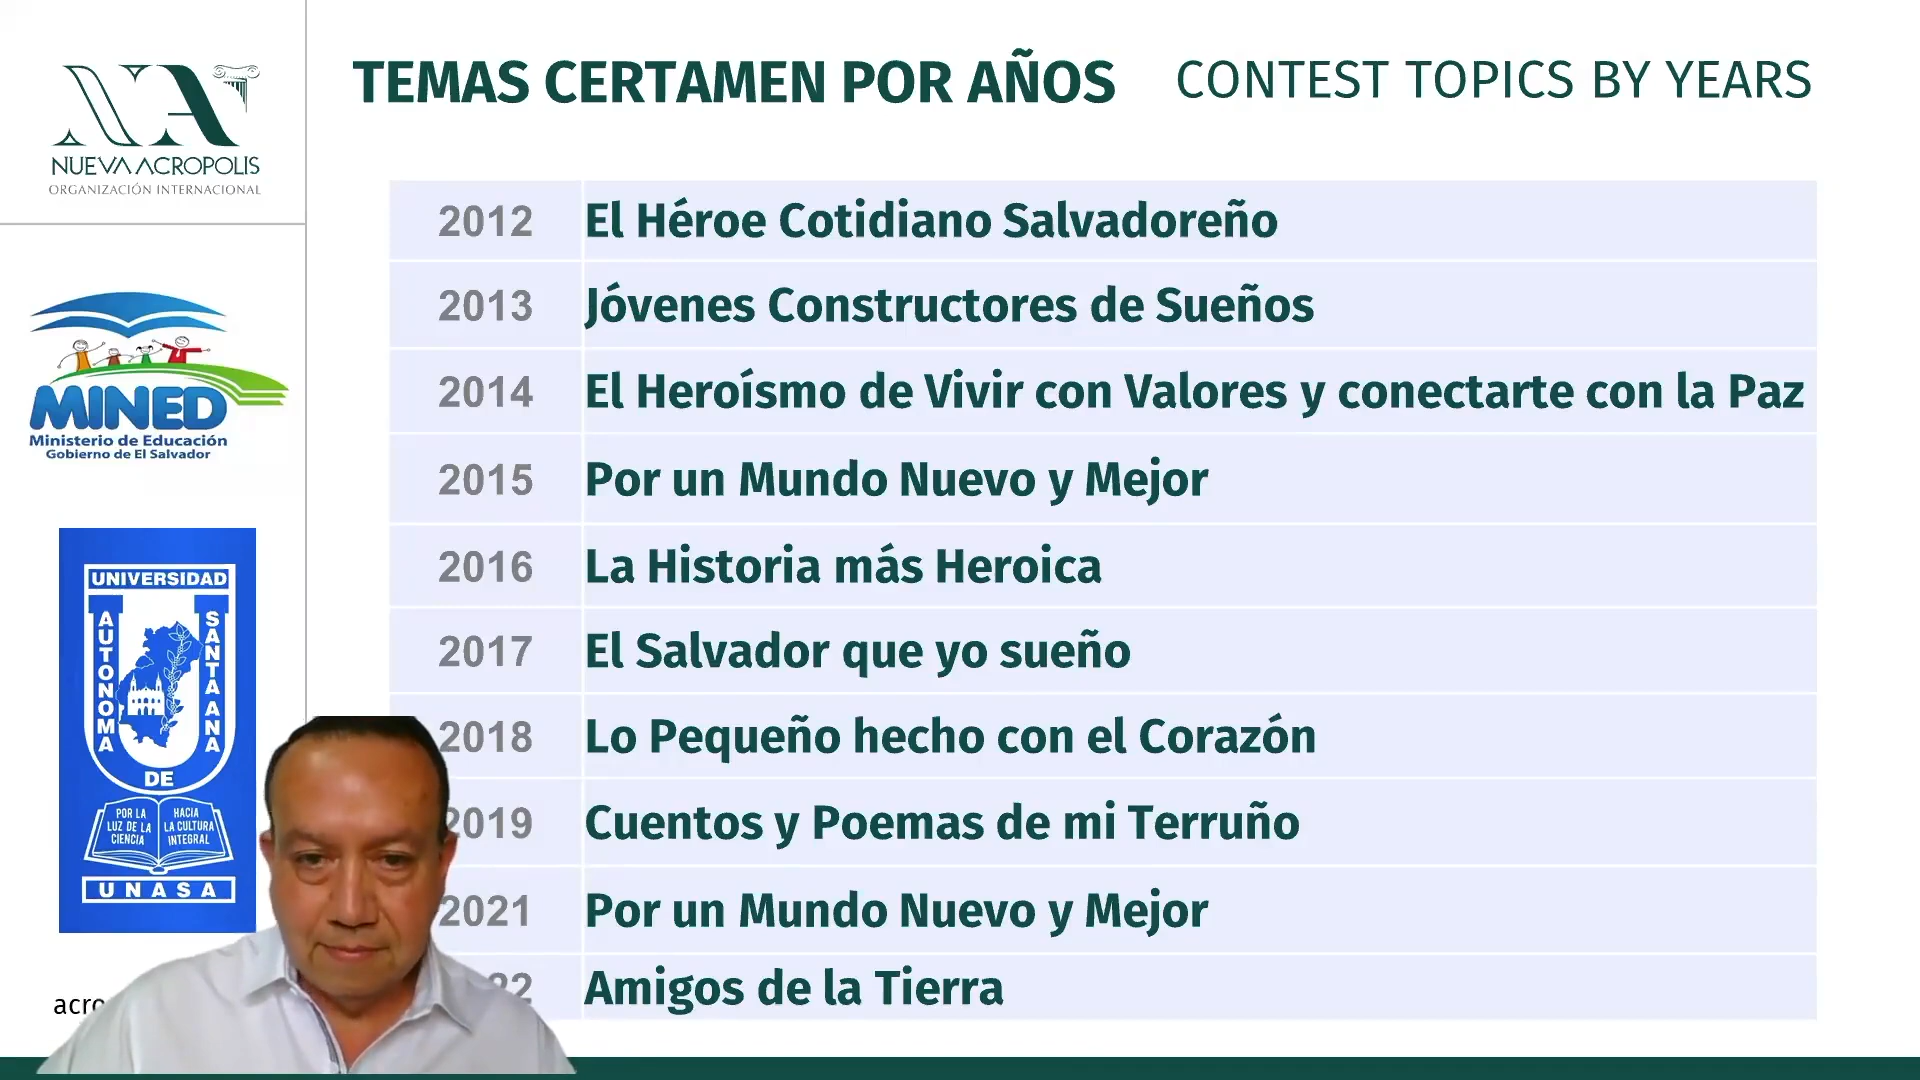 TEMAS CERTAMEN POR AÑOS CONTEST TOPICS BY YEARS
NUEVA ACROPOLIS
ORGANIZACIÓN INTERNACIONAL
2012 El Héroe Cotidiano Salvadoreño
2013 Jóvenes Constructores de Sueños
2014 El Heroísmo de Vivir con Valores y conectarte con la Paz
2015 Por un Mundo Nuevo y Mejor
2016 La Historia más Heroica
2017 El Salvador que yo sueño
2018 Lo Pequeño hecho con el Corazón
2019 Cuentos y Poemas de mi Terruño
2021 Por un Mundo Nuevo y Mejor
Amigos de la Tierra
MINED
Ministerio de Educación
Gobierno de El Salvador
UNIVERSIDAD
AUTONOMA
SANTA ANA
DE
POR LA
LUZ DE LA
CIENCIA
HACIA
LA CULTURA
INTEGRAL
UNASA